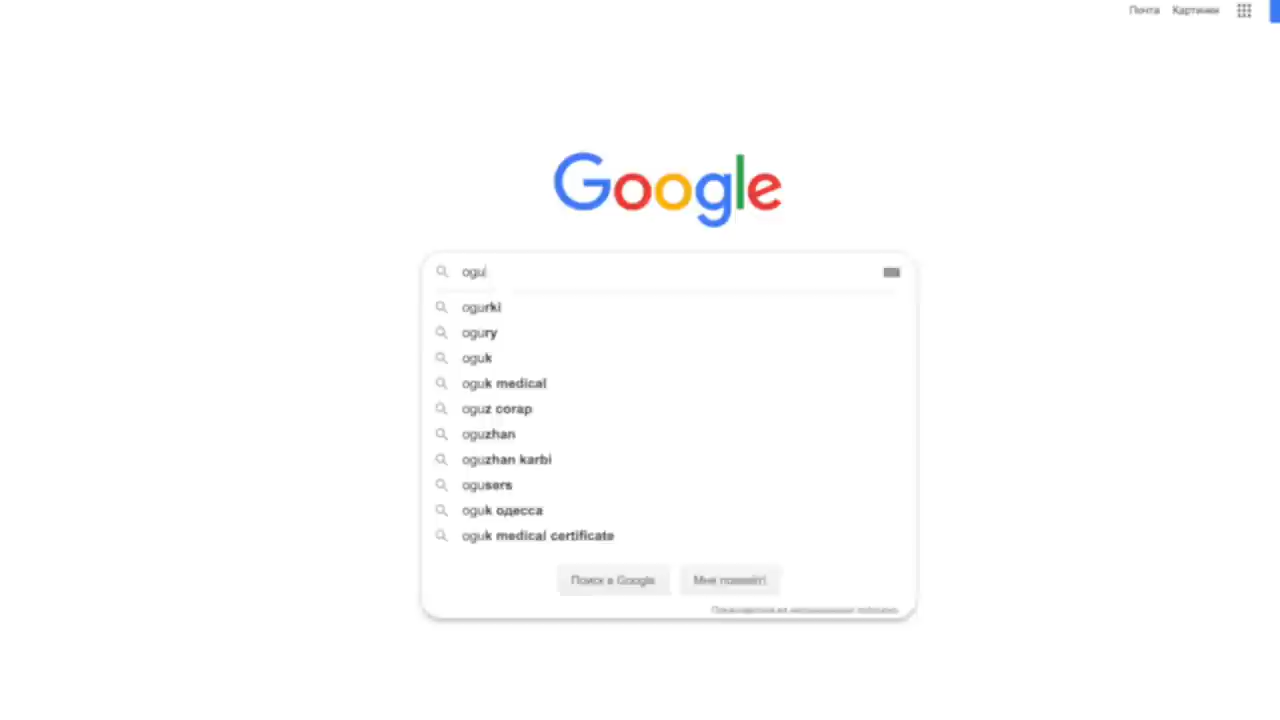 Почта Картинки
Google
ogu
ogurki
ogury
oguk
oguk medical
oguz corap
oguzhan
oguzhan karbi
ogusers
oguk одесса
oguk medical certificate
Поиск в Google Мне повезёт!